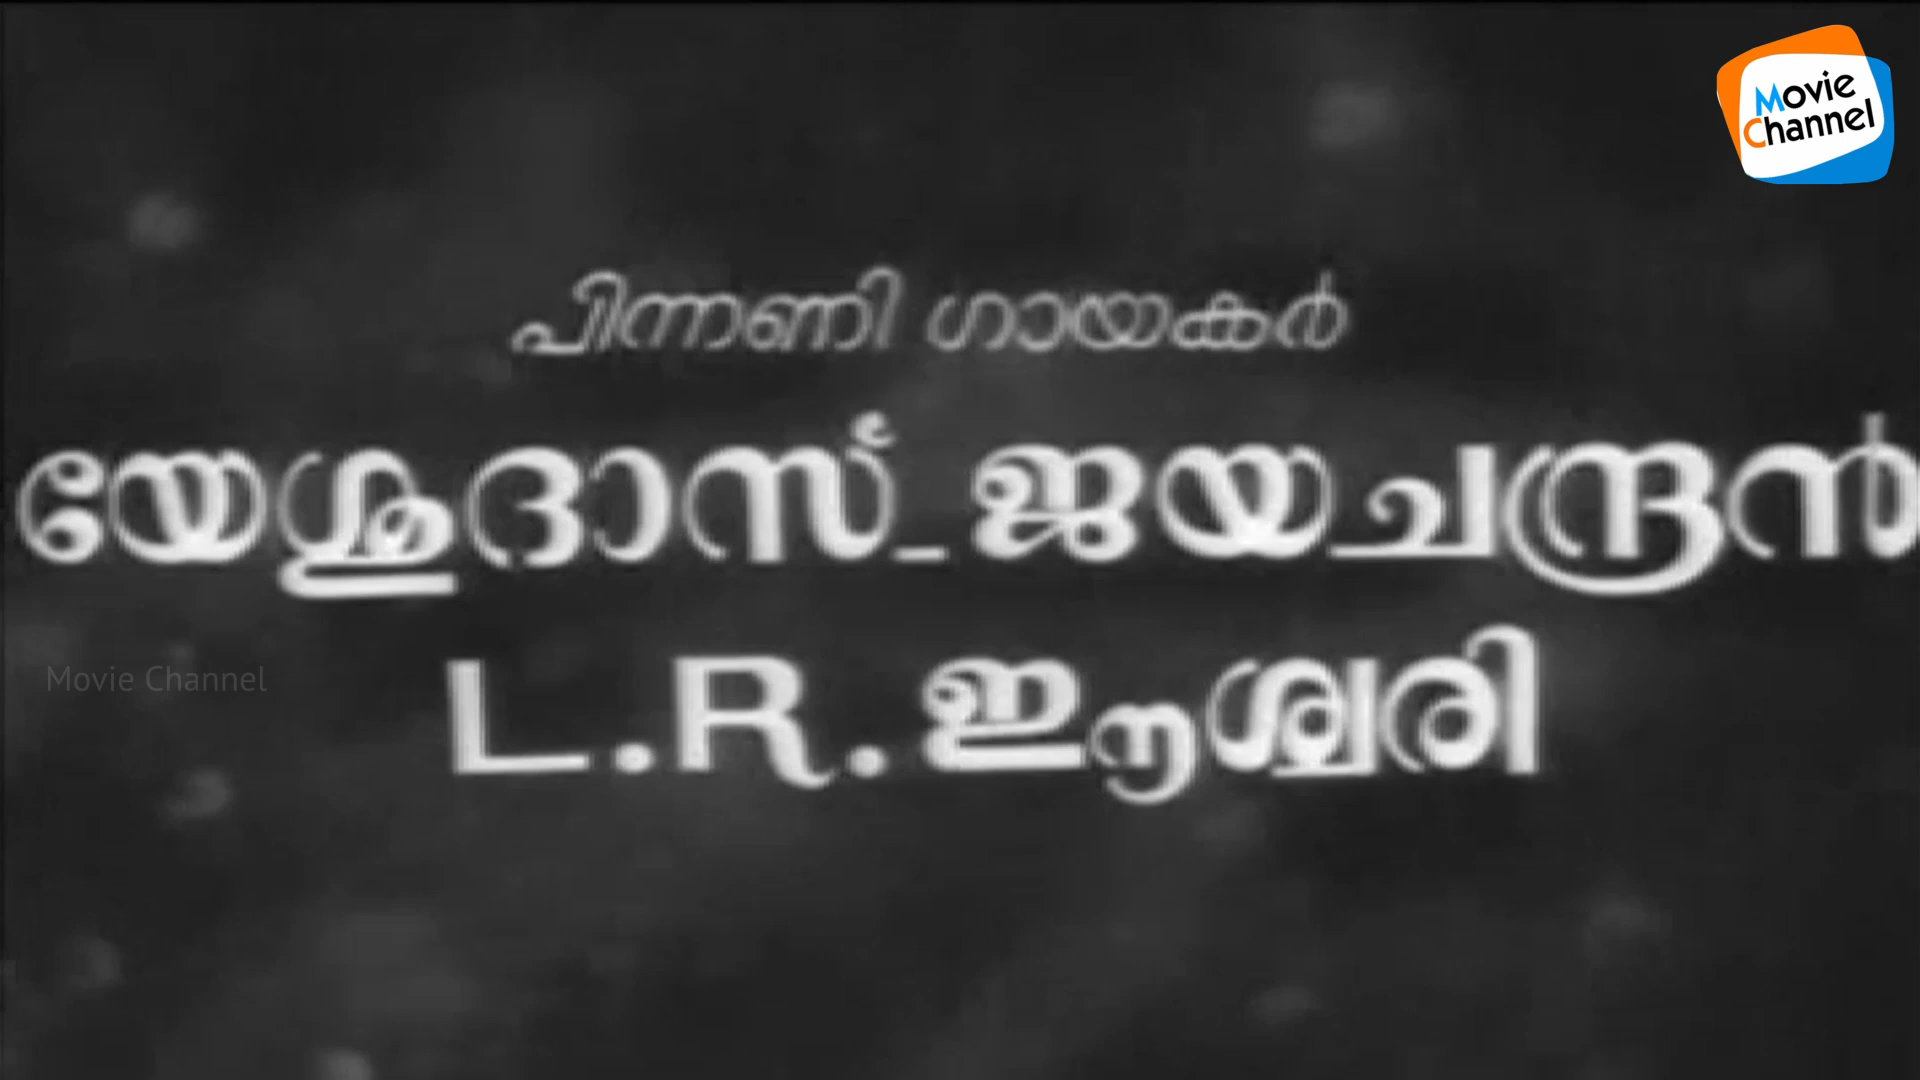 Movie
Channel
പിന്നണി ഗായകർ
യേശുദാസ്_ജയചന്ദ്രൻ
Movie Channel
L.R.ഈശ്വരി